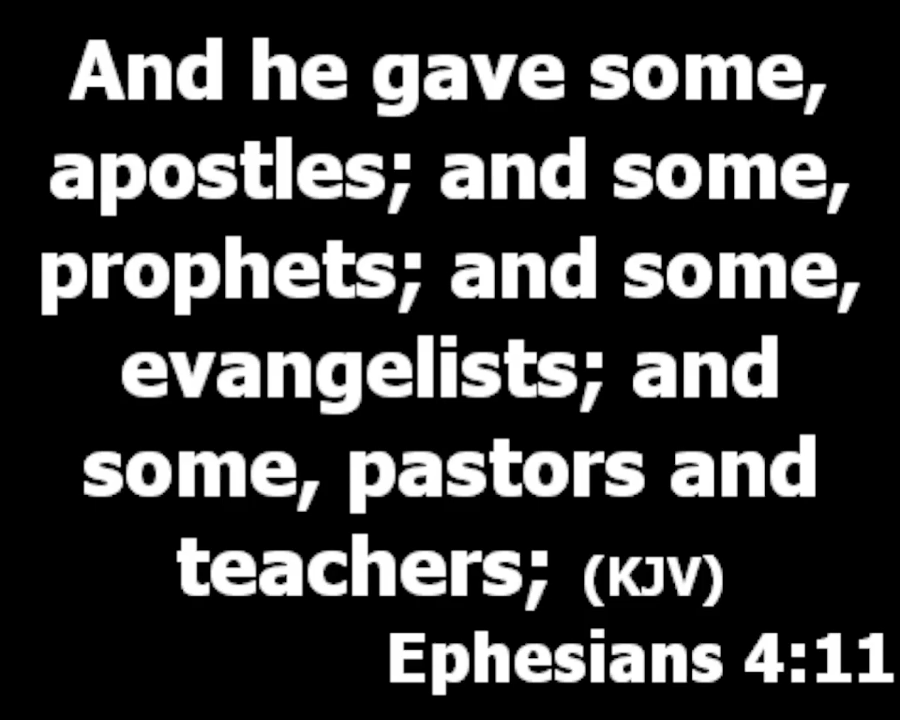 And he gave some,
apostles; and some,
prophets; and some,
evangelists; and
some, pastors and
teachers; (KJV)
Ephesians 4:11